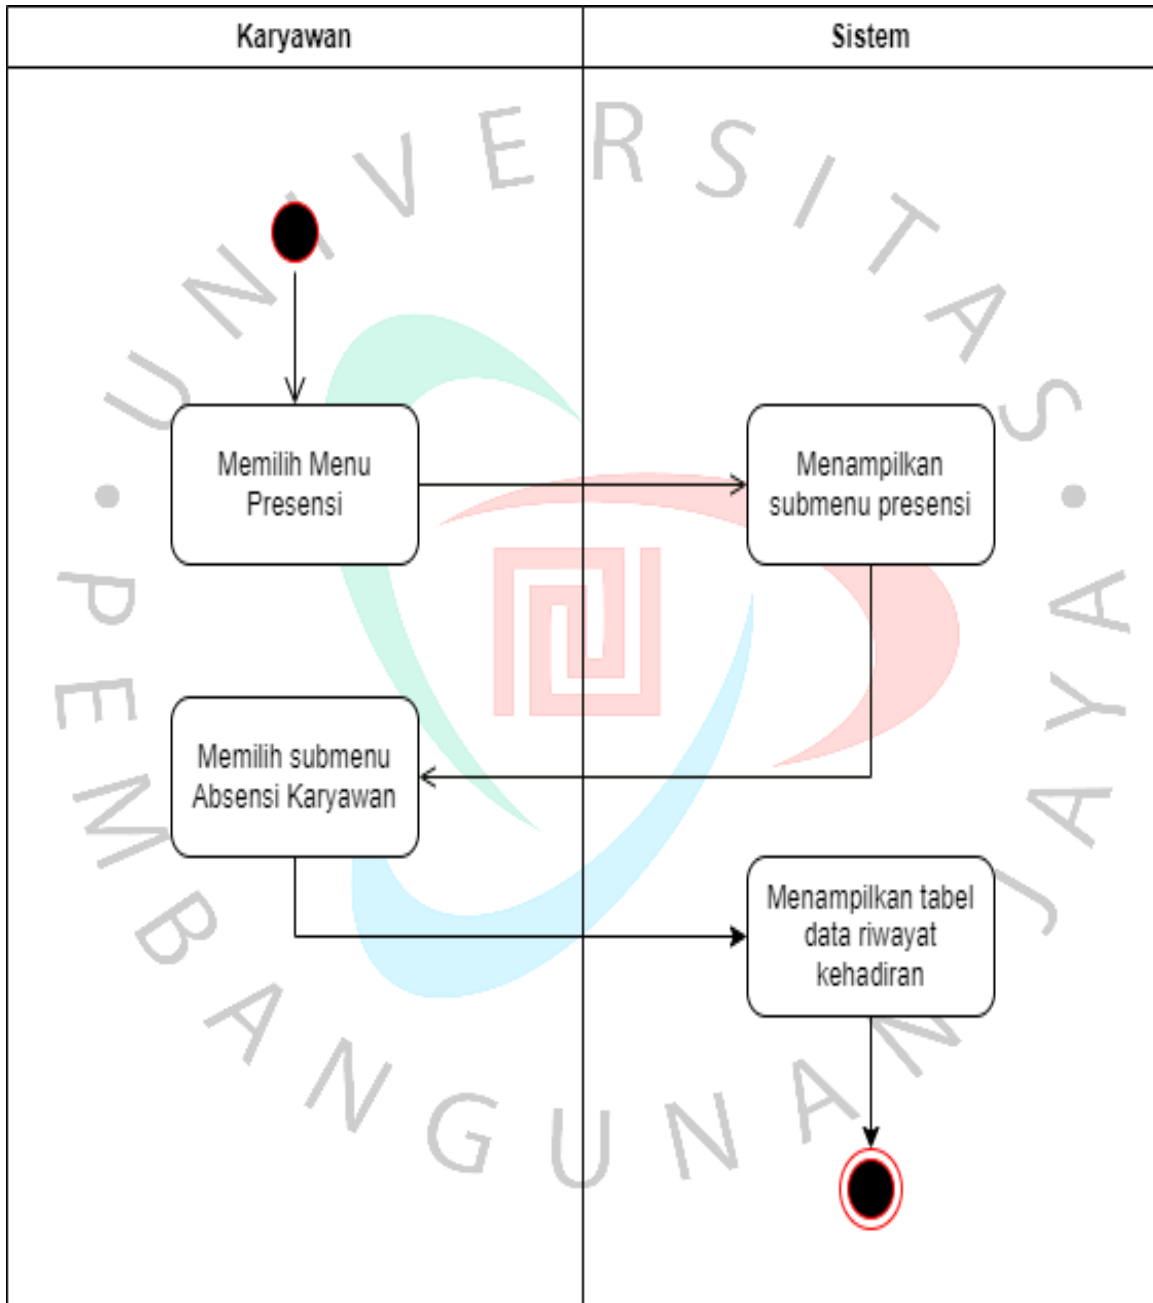 Karyawan
Sistem
UNIVERSITAS
Memilih Menu
Presensi
Menampilkan
submenu presensi
Memilih submenu
Absensi Karyawan
Menampilkan tabel
data riwayat
kehadiran
PEMBANGUNAN JAYA